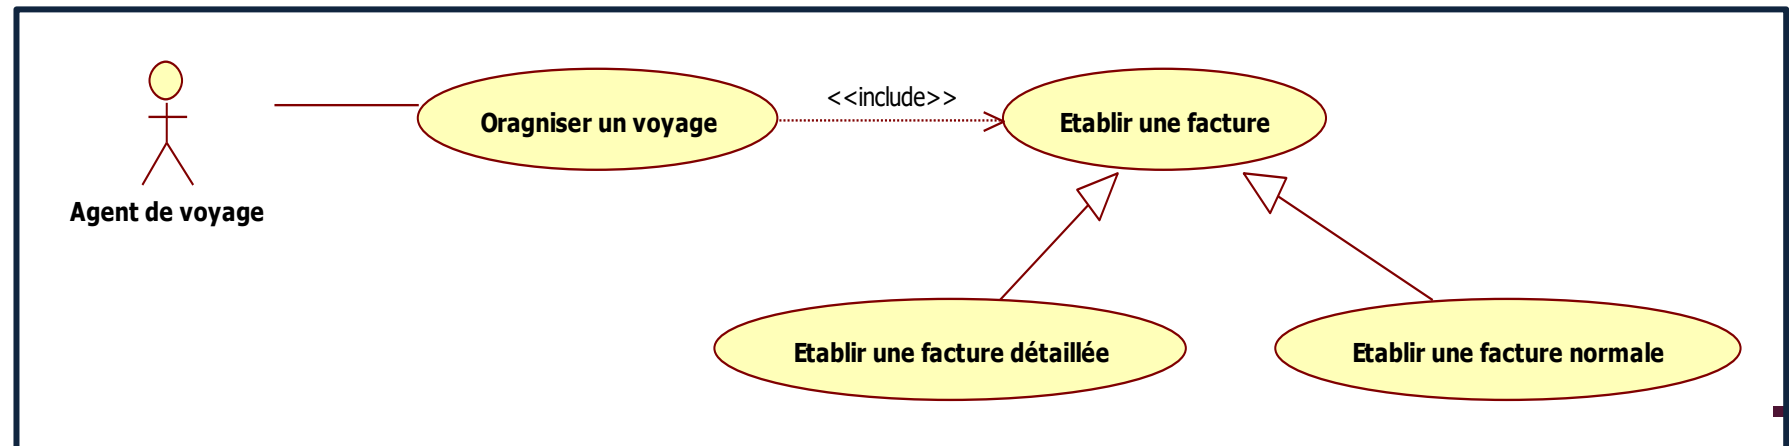 <<include>>
Oragniser un voyage
Etablir une facture
Agent de voyage
Etablir une facture détaillée
Etablir une facture normale